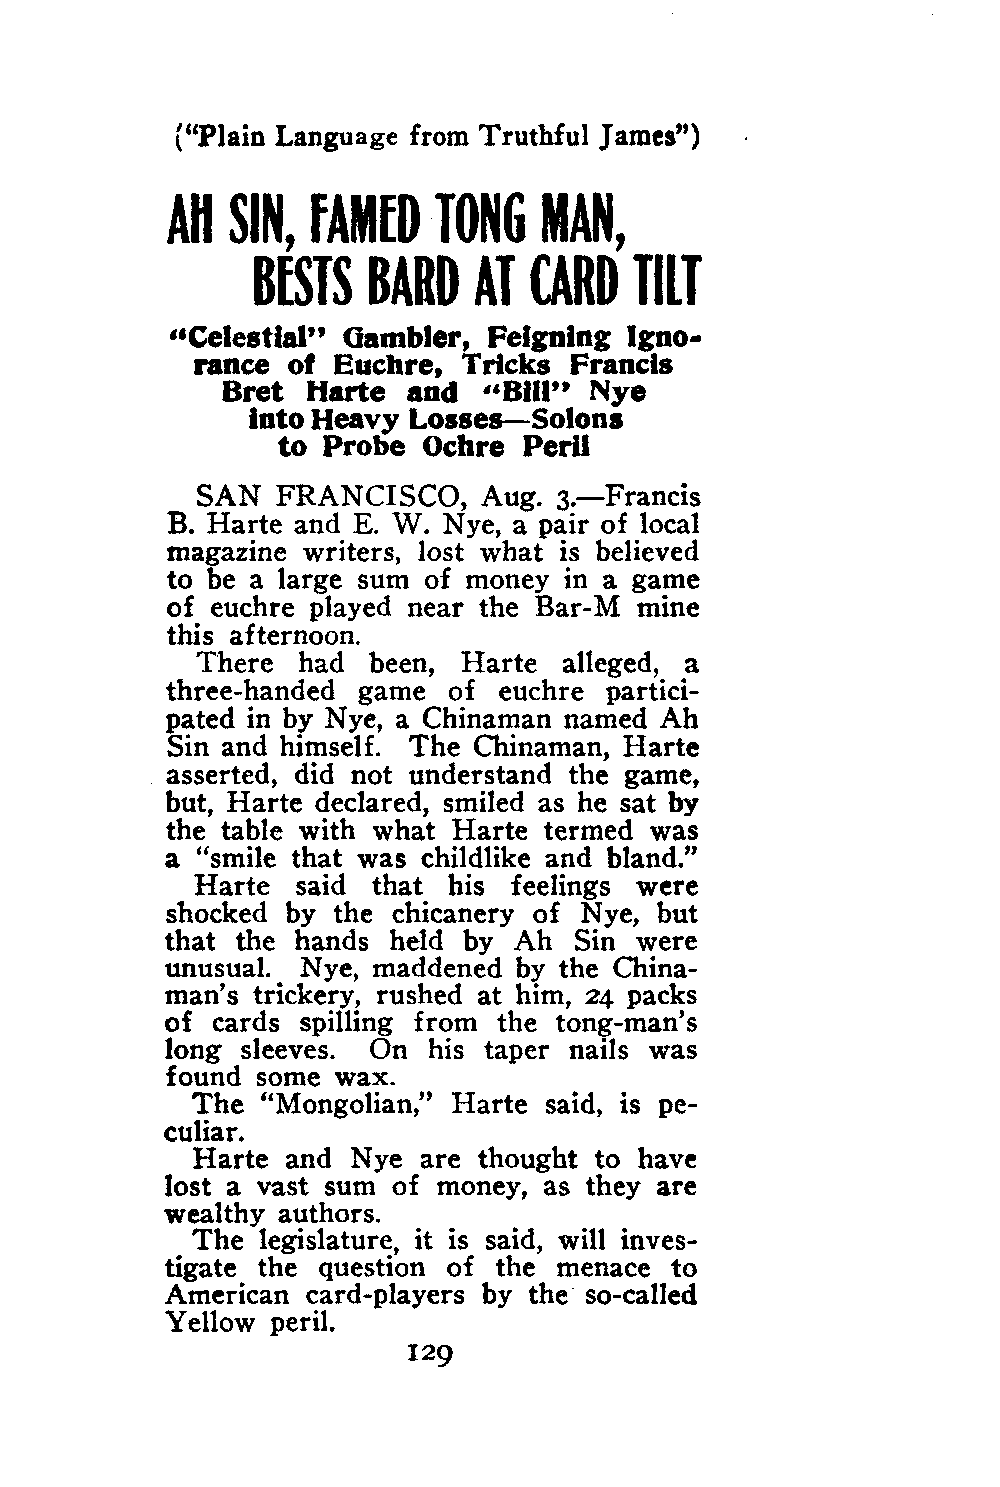 ("Plain Language from Truthful James")
AH SIN, FAMED TONG MAN,
BESTS BARD AT CARD TILT
"Celestial" Gambler, Feigning Igno-
rance of Euchre, Tricks Francis
Bret Harte and "Bill" Nye
into Heavy Losses—Solons
to Probe Ochre Peril
SAN FRANCISCO, Aug. 3.—Francis
B. Harte and E. W. Nye, a pair of local
magazine writers, lost what is believed
to be a large sum of money in a game
of euchre played near the Bar-M mine
this afternoon.
There had been, Harte alleged, a
three-handed game of euchre partici-
pated in by Nye, a Chinaman named Ah
Sin and himself. The Chinaman, Harte
asserted, did not understand the game,
but, Harte declared, smiled as he sat by
the table with what Harte termed was
a "smile that was childlike and bland."
Harte said that his feelings were
shocked by the chicanery of Nye, but
that the hands held by Ah Sin were
unusual. Nye, maddened by the China-
man's trickery, rushed at him, 24 packs
of cards spilling from the tong-man's
long sleeves. On his taper nails was
found some wax.
The "Mongolian," Harte said, is pe-
culiar.
Harte and Nye are thought to have
lost a vast sum of money, as they are
wealthy authors.
The legislature, it is said, will inves-
tigate the question of the menace to
American card-players by the so-called
Yellow peril.
129